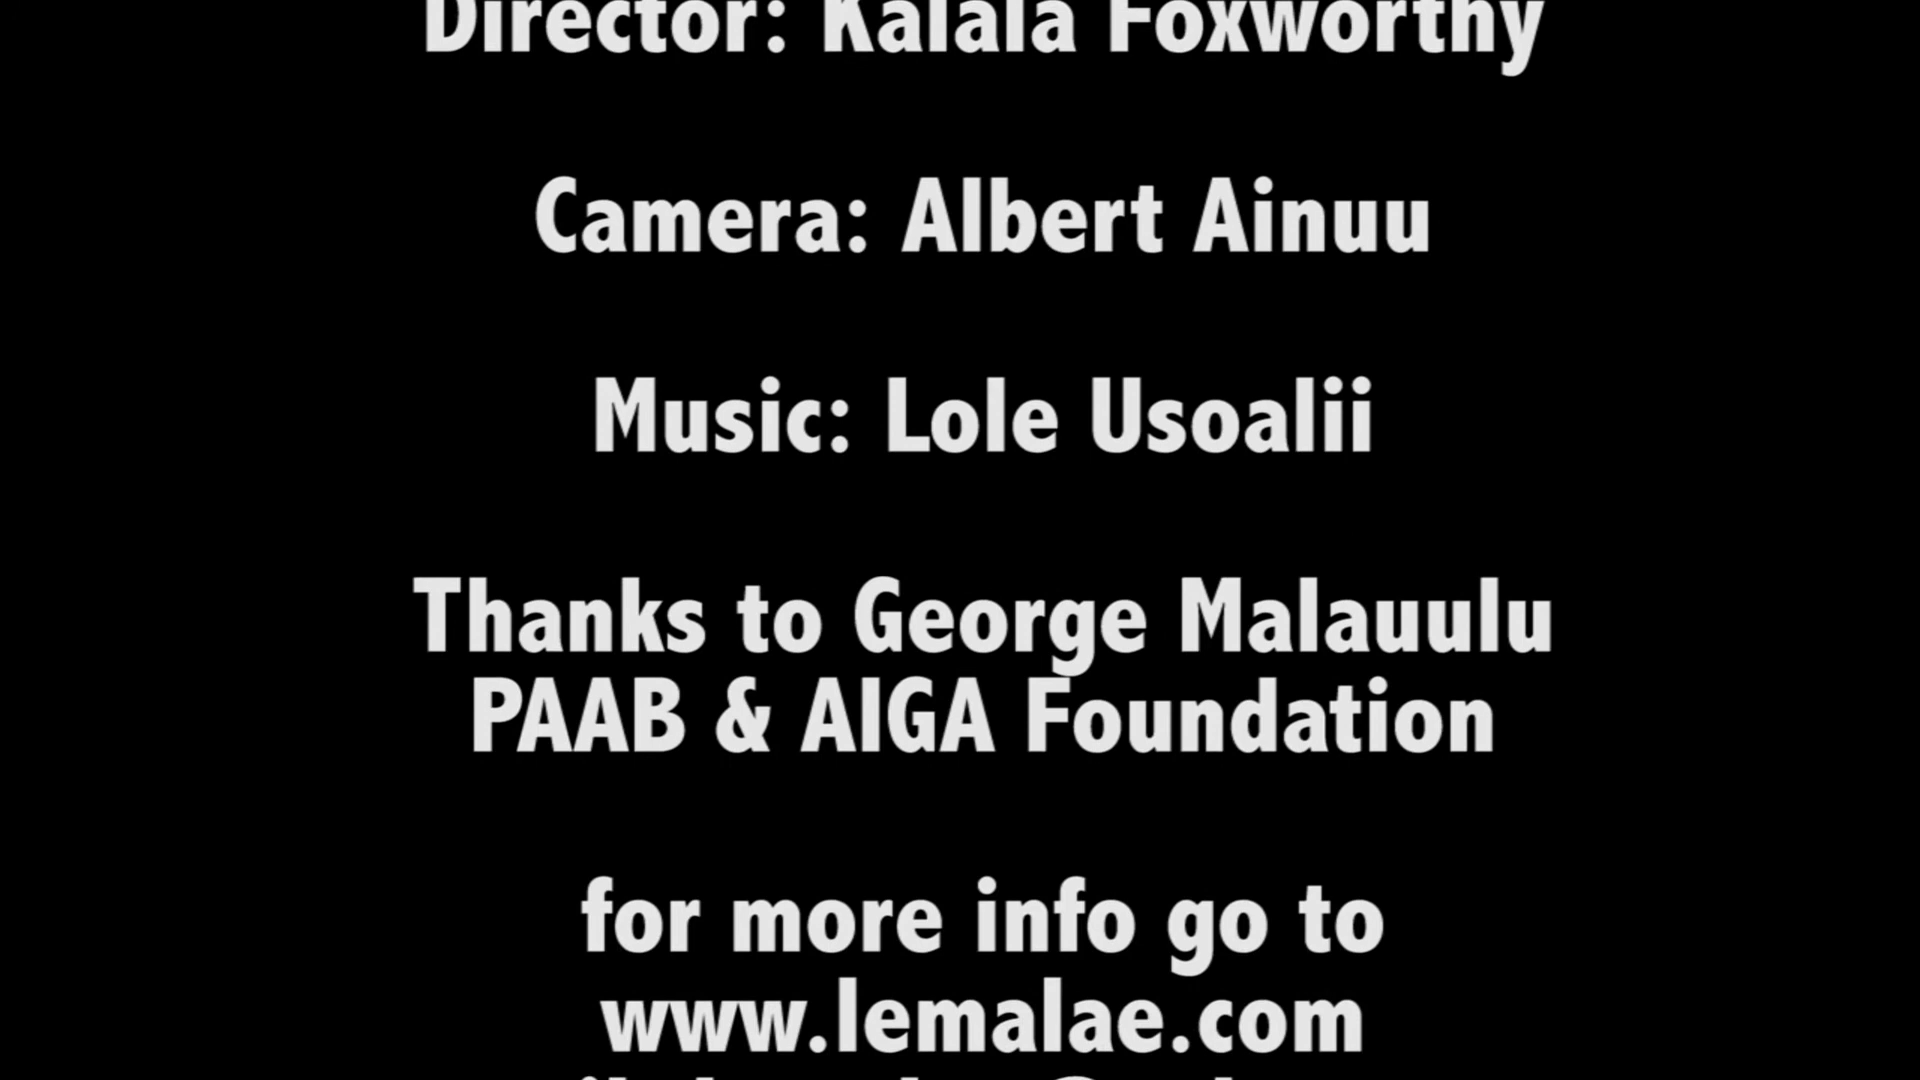 Director: Kalala Foxworthy
Camera: Albert Ainuu
Music: Lole Usoalii
Thanks to George Malauulu
PAAB & AIGA Foundation
for more info go to
www.lemalae.com